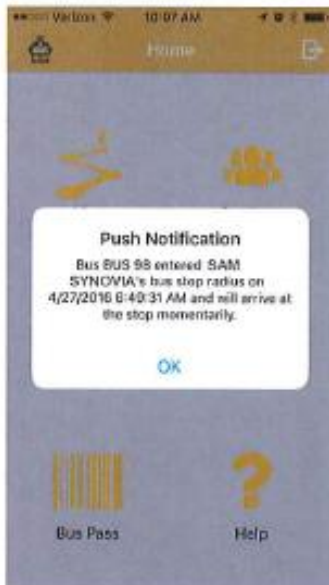 Verizon 10:07 AM
Home
Push Notification
Bus BUS 98 entered SAM
SYNOVIA's bus stop radius on
4/27/2016 6:49:31 AM and will arrive at
the stop momentarily.
OK
Bus Pass
Help